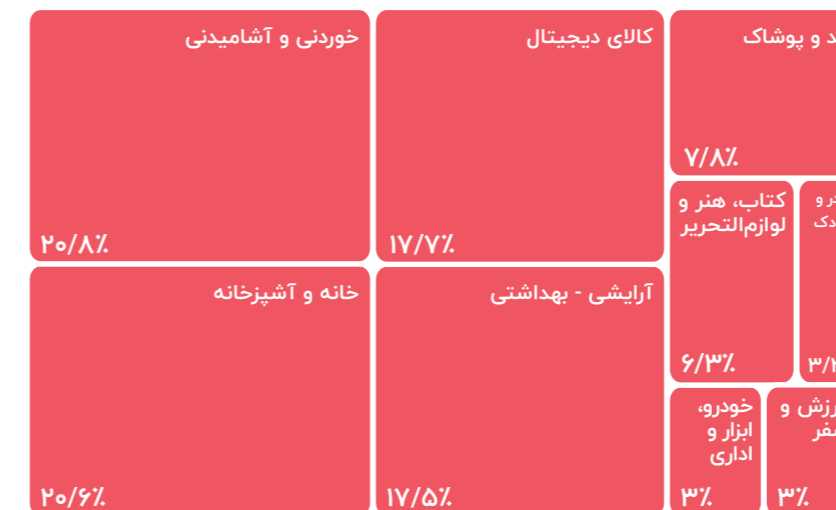 خوردنی و آشامیدنی
۲۰/۸٪
کالای دیجیتال
۱۷/۷٪
و پوشاک
۷/۸٪
خانه و آشپزخانه
۲۰/۶٪
آرایشی - بهداشتی
۱۷/۵٪
کتاب، هنر و
لوازم‌التحریر
۶/۳٪
و
خودرو،
ابزار و
اداری
۳٪
و
۳٪